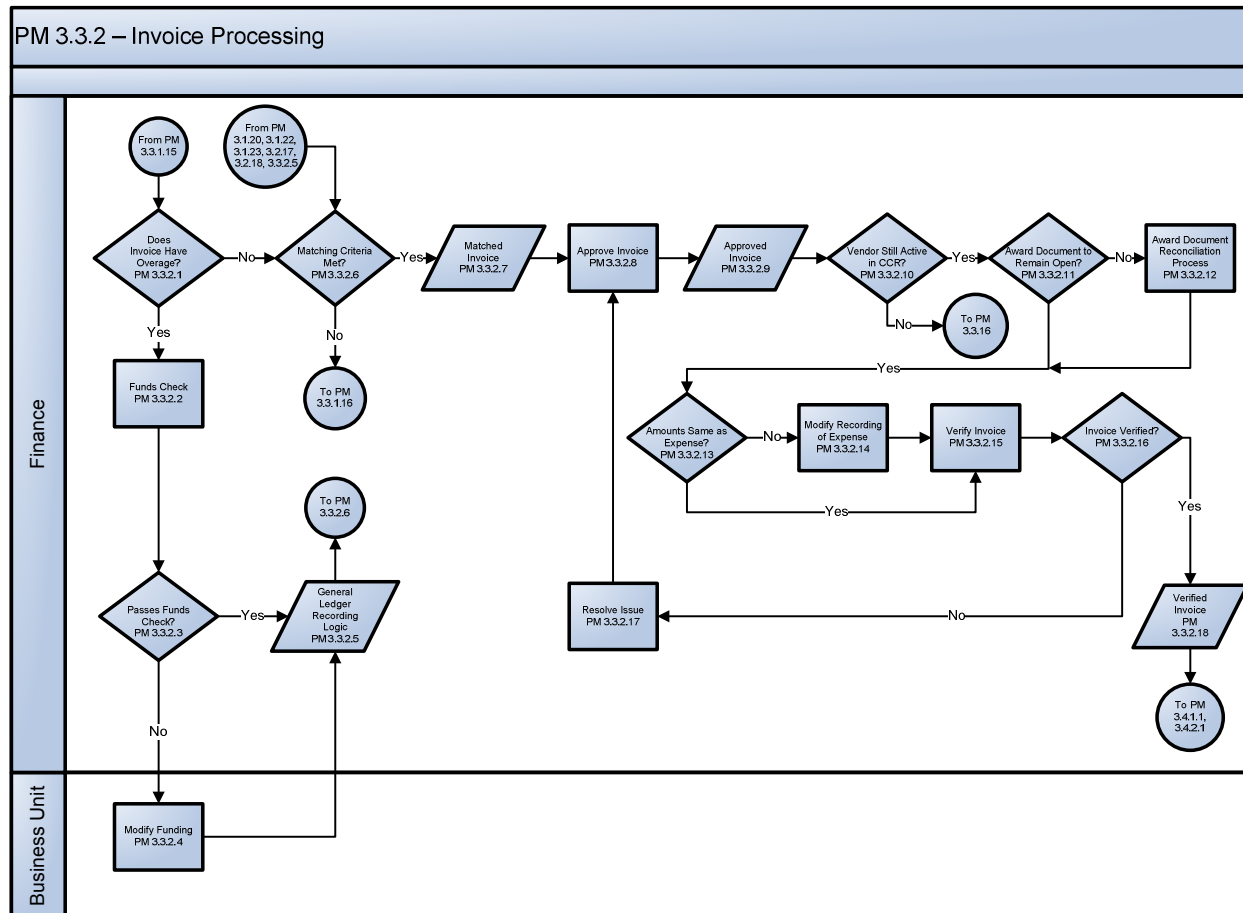 PM 3.3.2 – Invoice Processing
Finance
From PM
3.3.1.15
From PM
3.1.20, 3.1.22,
3.1.23, 3.2.17,
3.2.18, 3.3.2.5
Does
Invoice Have
Overage?
PM 3.3.2.1
No
Matching Criteria
Met?
PM 3.3.2.6
Yes
Matched
Invoice
PM 3.3.2.7
Approve Invoice
PM 3.3.2.8
Approved
Invoice
PM 3.3.2.9
Vendor Still Active
in CCR?
PM 3.3.2.10
Yes
Award Document to
Remain Open?
PM 3.3.2.11
No
Award Document
Reconciliation
Process
PM 3.3.2.12
Yes
No
No
To PM
3.3.16
Funds Check
PM 3.3.2.2
To PM
3.3.1.16
Yes
Amounts Same as
Expense?
PM 3.3.2.13
No
Modify Recording
of Expense
PM 3.3.2.14
Verify Invoice
PM 3.3.2.15
Invoice Verified?
PM 3.3.2.16
Yes
Yes
To PM
3.3.2.6
Passes Funds
Check?
PM 3.3.2.3
Yes
General
Ledger
Recording
Logic
PM 3.3.2.5
Resolve Issue
PM 3.3.2.17
No
Verified
Invoice
PM
3.3.2.18
No
To PM
3.4.1.1,
3.4.2.1
Business Unit
Modify Funding
PM 3.3.2.4